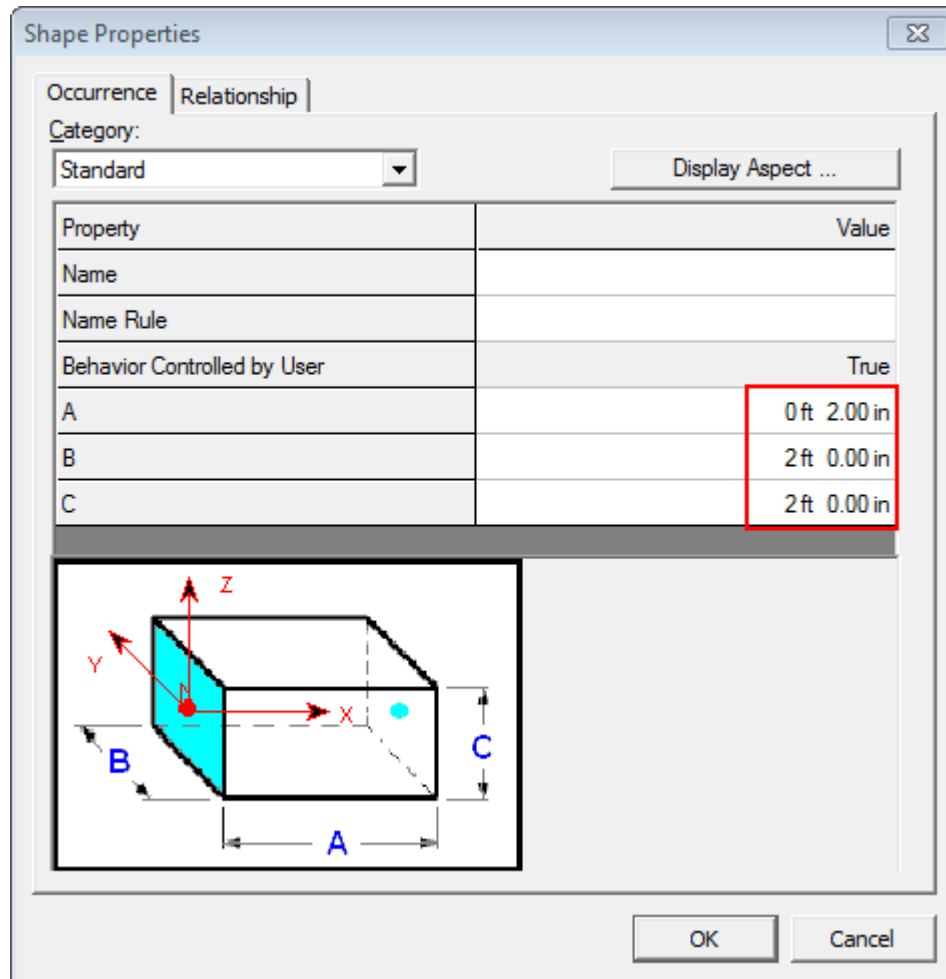 Shape Properties
Occurrence Relationship
Category:
Standard Display Aspect ...
Property Value
Name
Name Rule
Behavior Controlled by User True
A 0 ft 2.00 in
B 2 ft 0.00 in
C 2 ft 0.00 in
Z
Y
X
C
B
A
OK Cancel